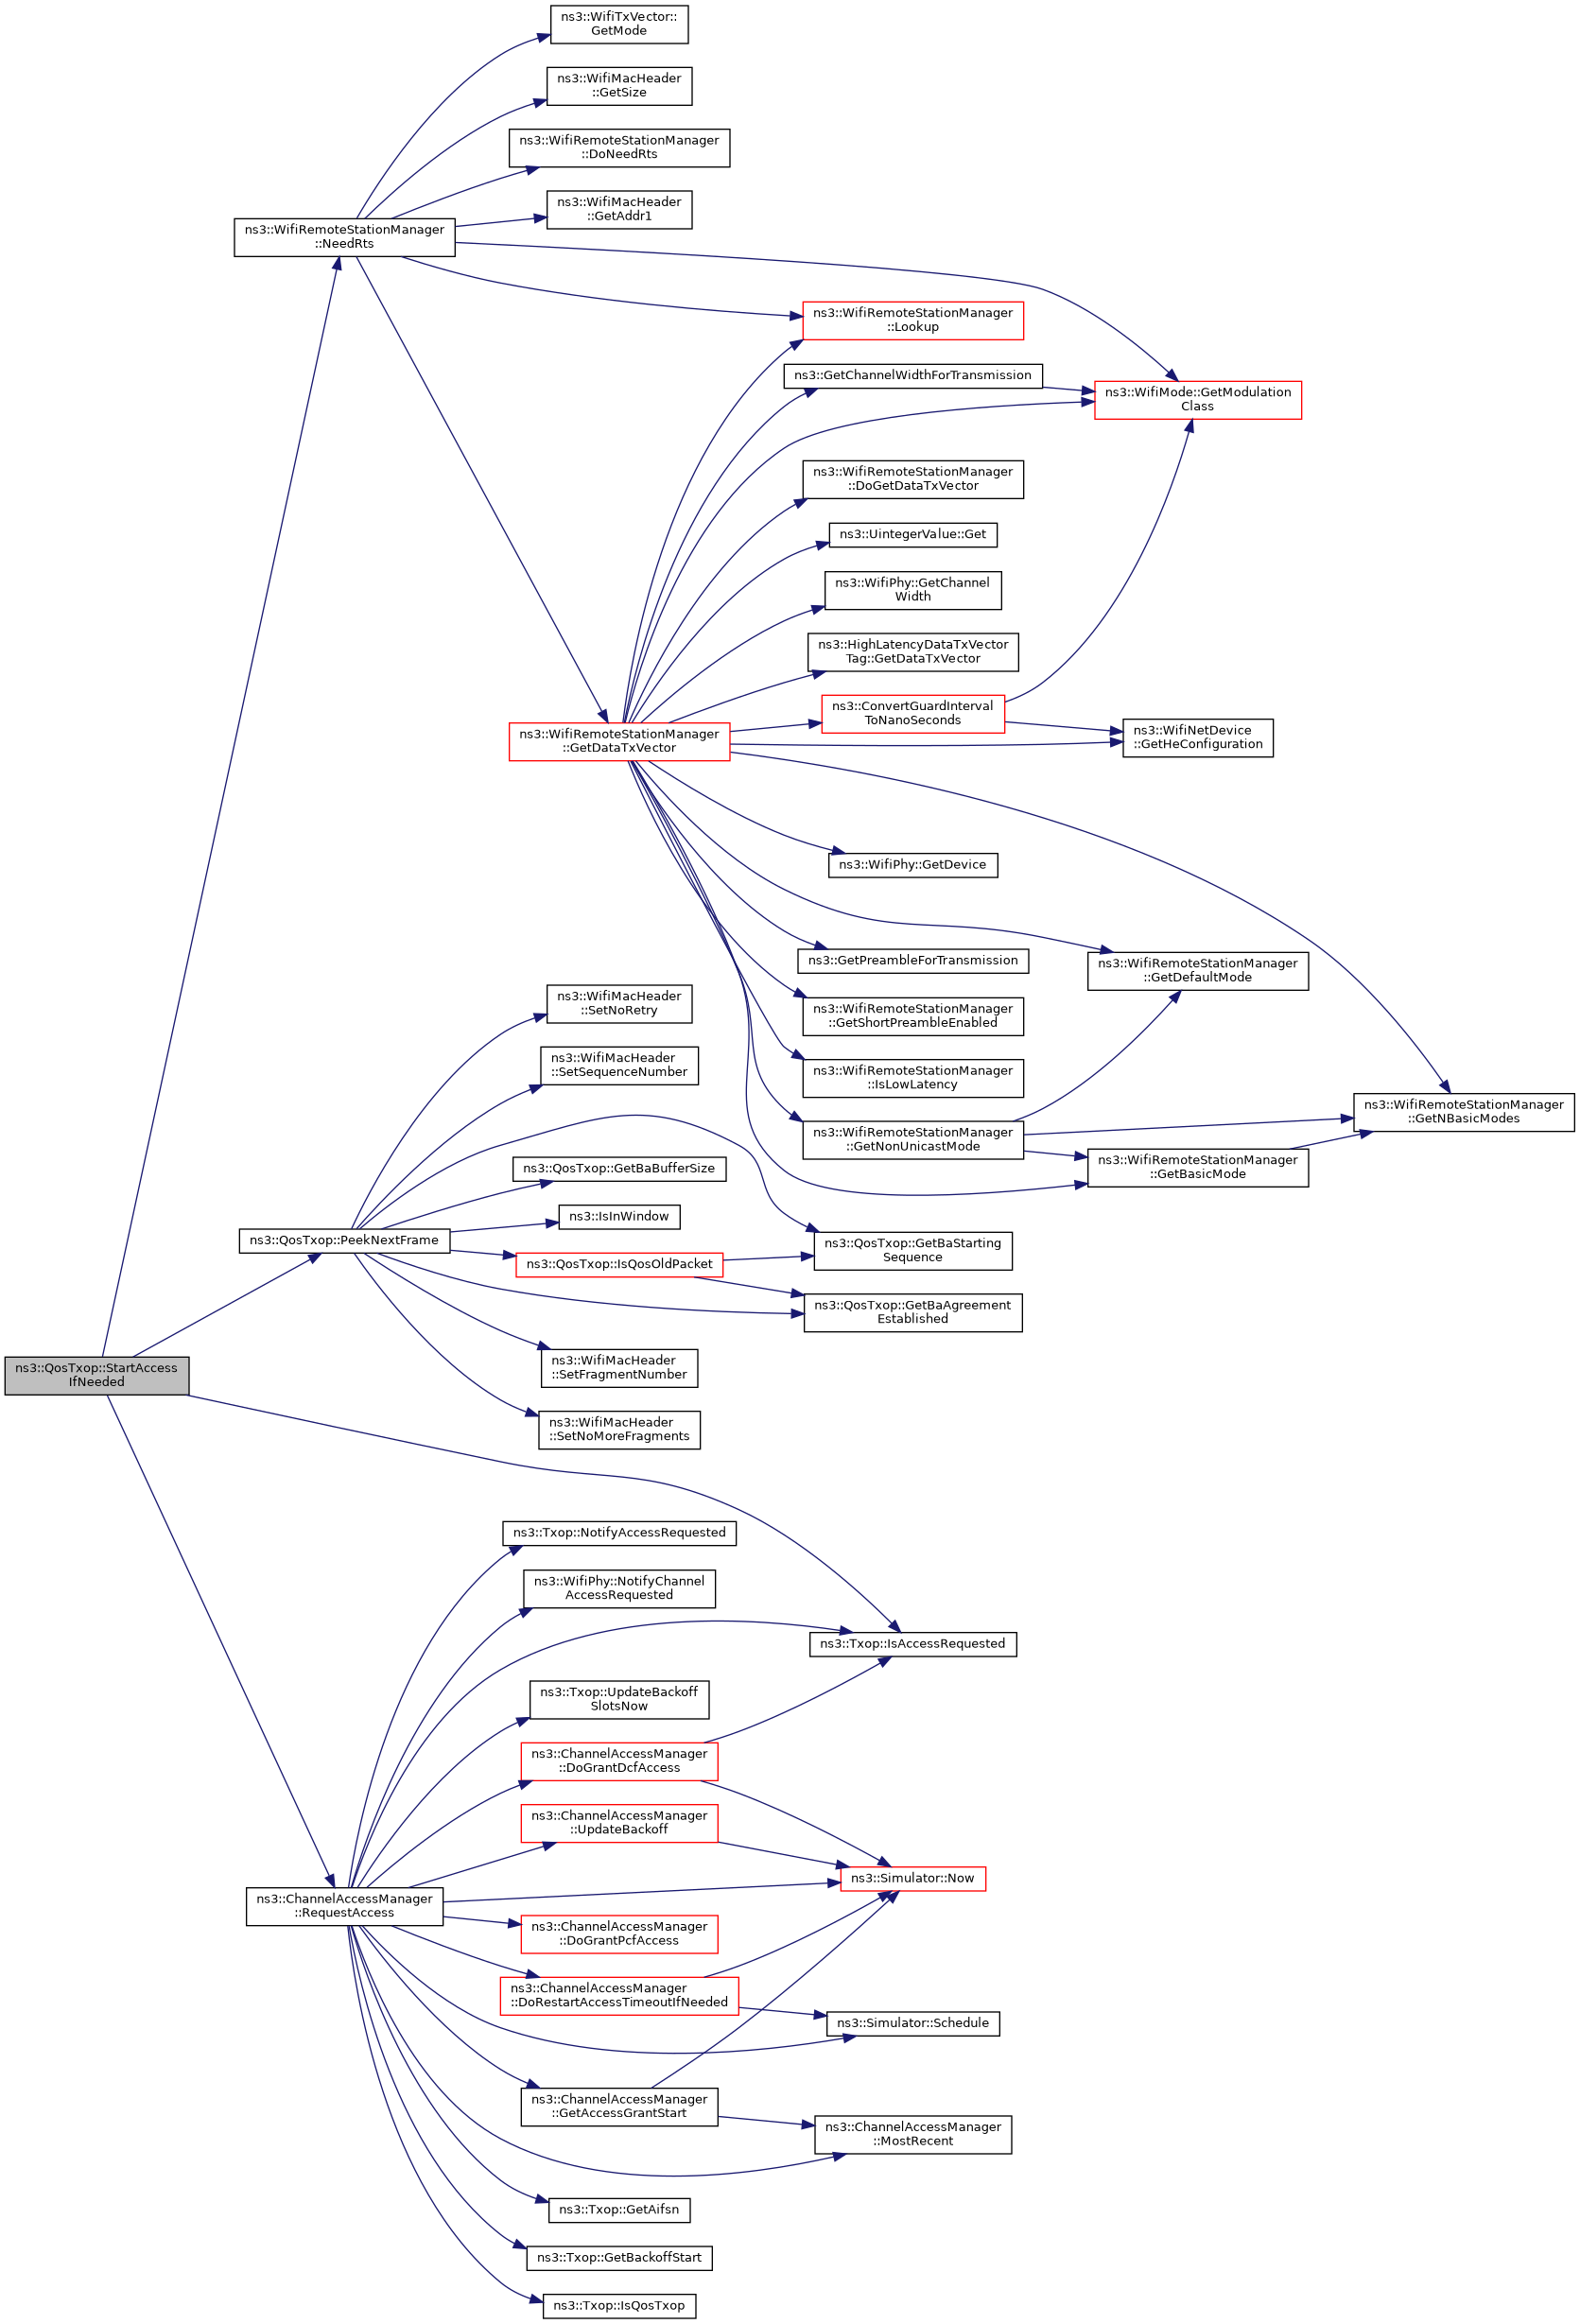 ns3::WifiTxVector::
GetMode
ns3::WifiMacHeader
::GetSize
ns3::WifiRemoteStationManager
::DoNeedRts
ns3::WifiMacHeader
::GetAddr1
ns3::WifiRemoteStationManager
::NeedRts
ns3::WifiRemoteStationManager
::Lookup
ns3::GetChannelWidthForTransmission
ns3::WifiMode::GetModulation
Class
ns3::WifiRemoteStationManager
::DoGetDataTxVector
ns3::UintegerValue::Get
ns3::WifiPhy::GetChannel
Width
ns3::HighLatencyDataTxVector
Tag::GetDataTxVector
ns3::ConvertGuardInterval
ToNanoSeconds
ns3::WifiNetDevice
::GetHeConfiguration
ns3::WifiRemoteStationManager
::GetDataTxVector
ns3::WifiPhy::GetDevice
ns3::GetPreambleForTransmission
ns3::WifiRemoteStationManager
::GetDefaultMode
ns3::WifiRemoteStationManager
::GetShortPreambleEnabled
ns3::WifiRemoteStationManager
::IsLowLatency
ns3::WifiRemoteStationManager
::GetNonUnicastMode
ns3::WifiRemoteStationManager
::GetNBasicModes
ns3::WifiRemoteStationManager
::GetBasicMode
ns3::WifiMacHeader
::SetNoRetry
ns3::WifiMacHeader
::SetSequenceNumber
ns3::QosTxop::GetBaBufferSize
ns3::IsInWindow
ns3::QosTxop::PeekNextFrame
ns3::QosTxop::IsQosOldPacket
ns3::QosTxop::GetBaStarting
Sequence
ns3::QosTxop::GetBaAgreement
Established
ns3::WifiMacHeader
::SetFragmentNumber
ns3::QosTxop::StartAccess
IfNeeded
ns3::WifiMacHeader
::SetNoMoreFragments
ns3::Txop::NotifyAccessRequested
ns3::WifiPhy::NotifyChannel
AccessRequested
ns3::Txop::IsAccessRequested
ns3::Txop::UpdateBackoff
SlotsNow
ns3::ChannelAccessManager
::DoGrantDcfAccess
ns3::ChannelAccessManager
::UpdateBackoff
ns3::Simulator::Now
ns3::ChannelAccessManager
::RequestAccess
ns3::ChannelAccessManager
::DoGrantPcfAccess
ns3::ChannelAccessManager
::DoRestartAccessTimeoutIfNeeded
ns3::Simulator::Schedule
ns3::ChannelAccessManager
::GetAccessGrantStart
ns3::ChannelAccessManager
::MostRecent
ns3::Txop::GetAifsn
ns3::Txop::GetBackoffStart
ns3::Txop::IsQosTxop